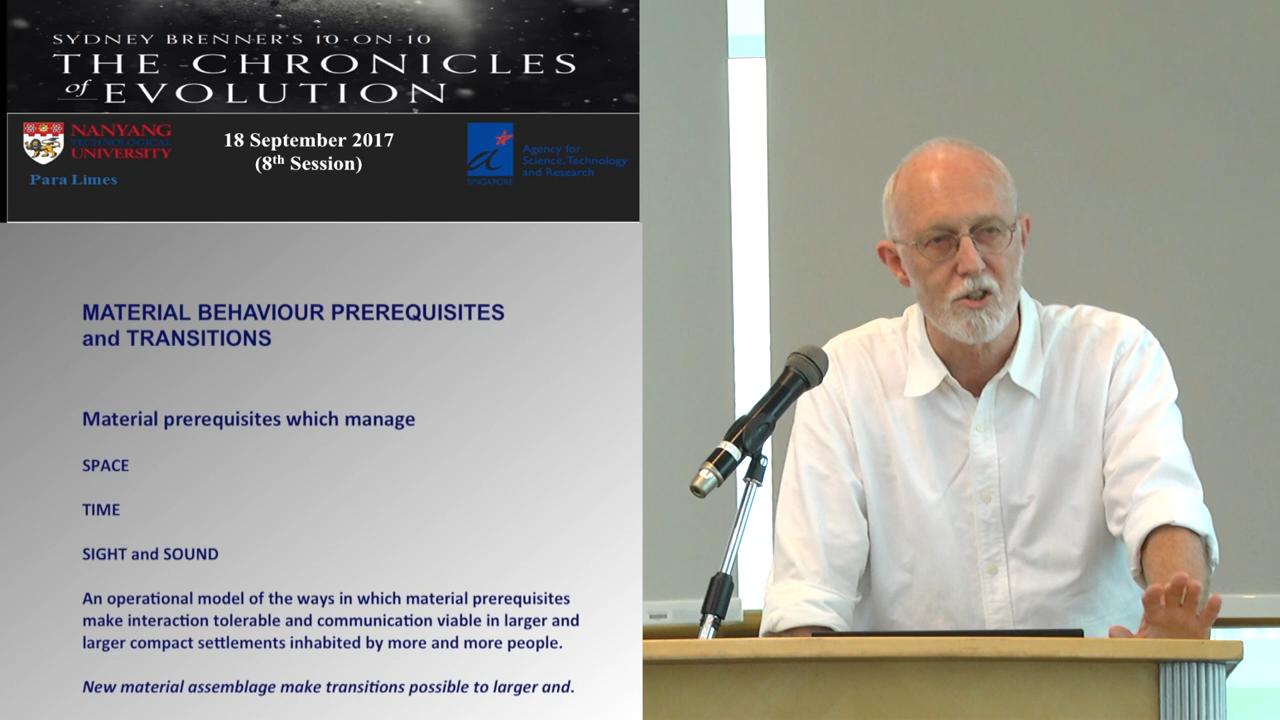 SYDNEY BRENNER'S 10-ON-10
THE CHRONICLES
of EVOLUTION
NANYANG
TECHNOLOGICAL
UNIVERSITY
Para Limes
18 September 2017
(8th Session)
SINGAPORE
Agency for
Science, Technology
and Research
MATERIAL BEHAVIOUR PREREQUISITES
and TRANSITIONS
Material prerequisites which manage
SPACE
TIME
SIGHT and SOUND
An operational model of the ways in which material prerequisites
make interaction tolerable and communication viable in larger and
larger compact settlements inhabited by more and more people.
New material assemblage make transitions possible to larger and.